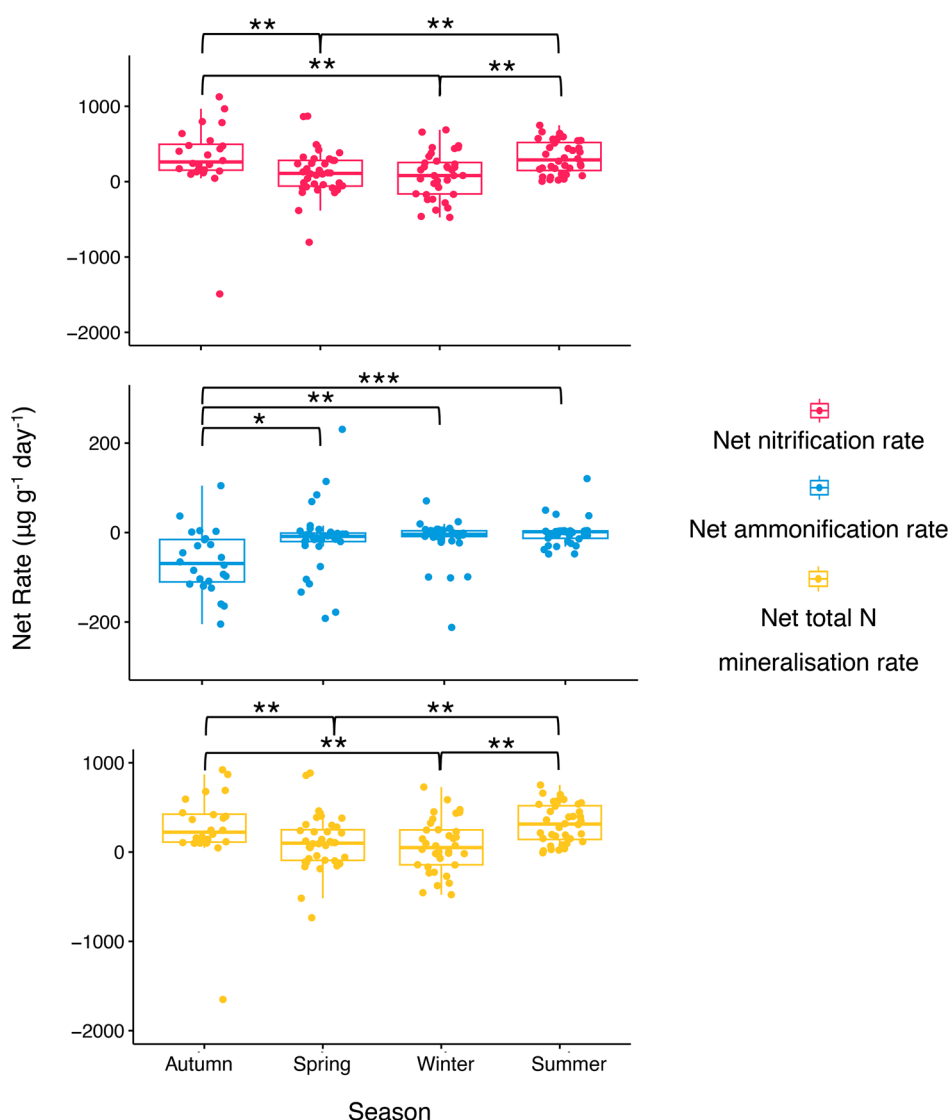 ** **
** **
1000
0
−1000
−2000
***
**
*
200
0
−200
** **
** **
1000
0
−1000
−2000
Autumn Spring Winter Summer
Season
Net Rate (µg g-1 day-1)
Net nitrification rate
Net ammonification rate
Net total N
mineralisation rate